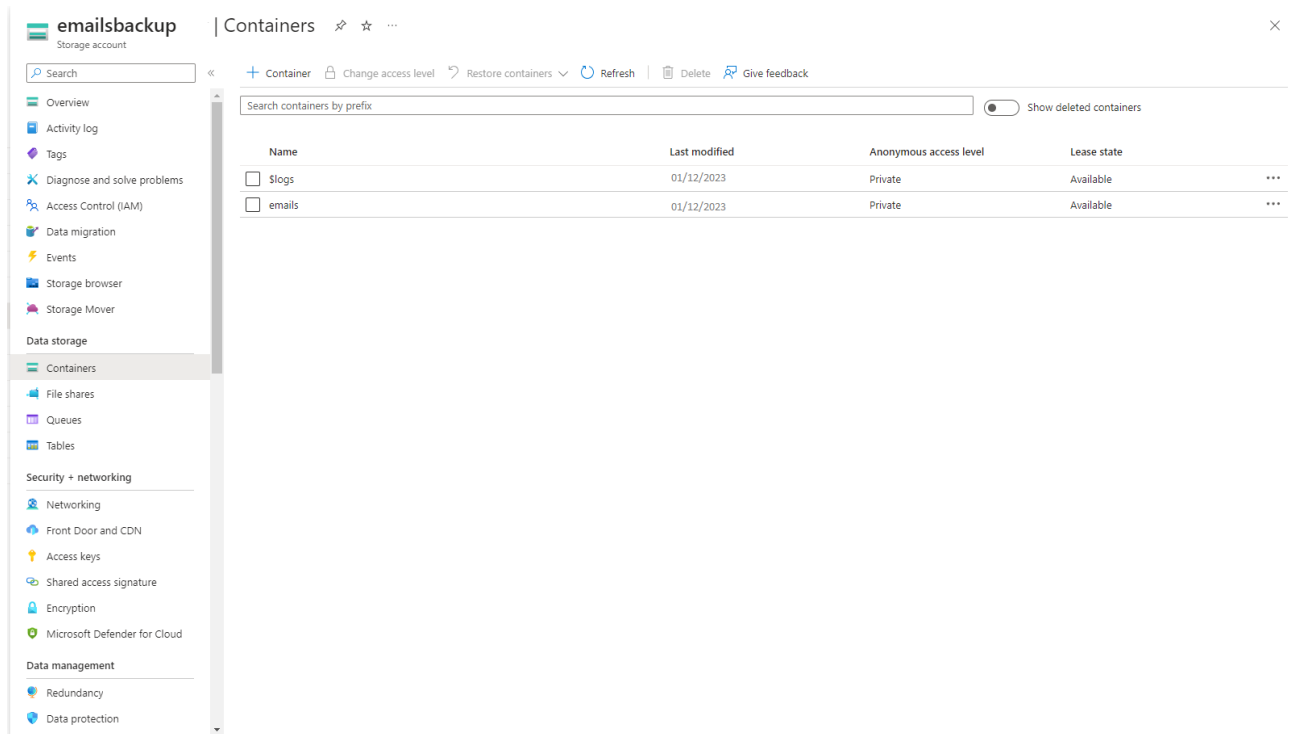 emailsbackup | Containers
Storage account
Search
Overview
Activity log
Tags
Diagnose and solve problems
Access Control (IAM)
Data migration
Events
Storage browser
Storage Mover
Data storage
Containers
File shares
Queues
Tables
Security + networking
Networking
Front Door and CDN
Access keys
Shared access signature
Encryption
Microsoft Defender for Cloud
Data management
Redundancy
Data protection
Container Change access level Restore containers Refresh Delete Give feedback
Search containers by prefix Show deleted containers
Name Last modified Anonymous access level Lease state
$logs 01/12/2023 Private Available
emails 01/12/2023 Private Available